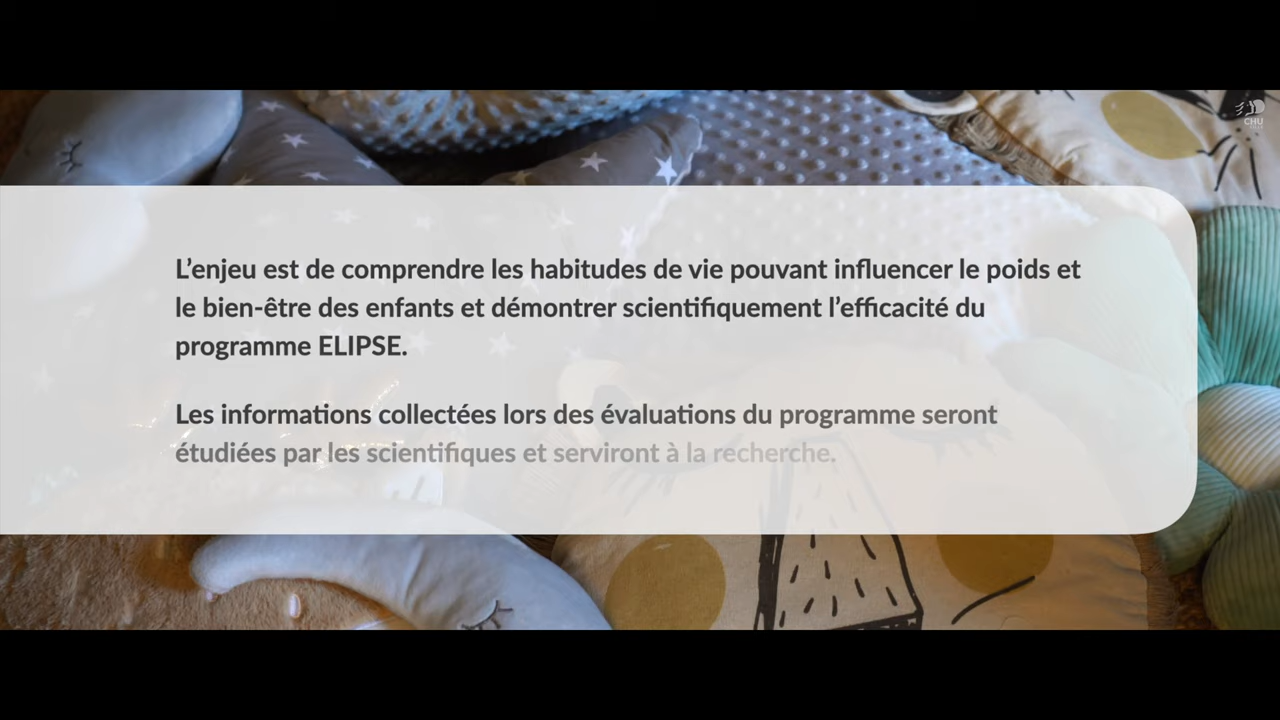 CHU
L’enjeu est de comprendre les habitudes de vie pouvant influencer le poids et
le bien-être des enfants et démontrer scientifiquement l’efficacité du
programme ELIPSE.
Les informations collectées lors des évaluations du programme seront
étudiées par les scientifiques et serviront à la recherche.